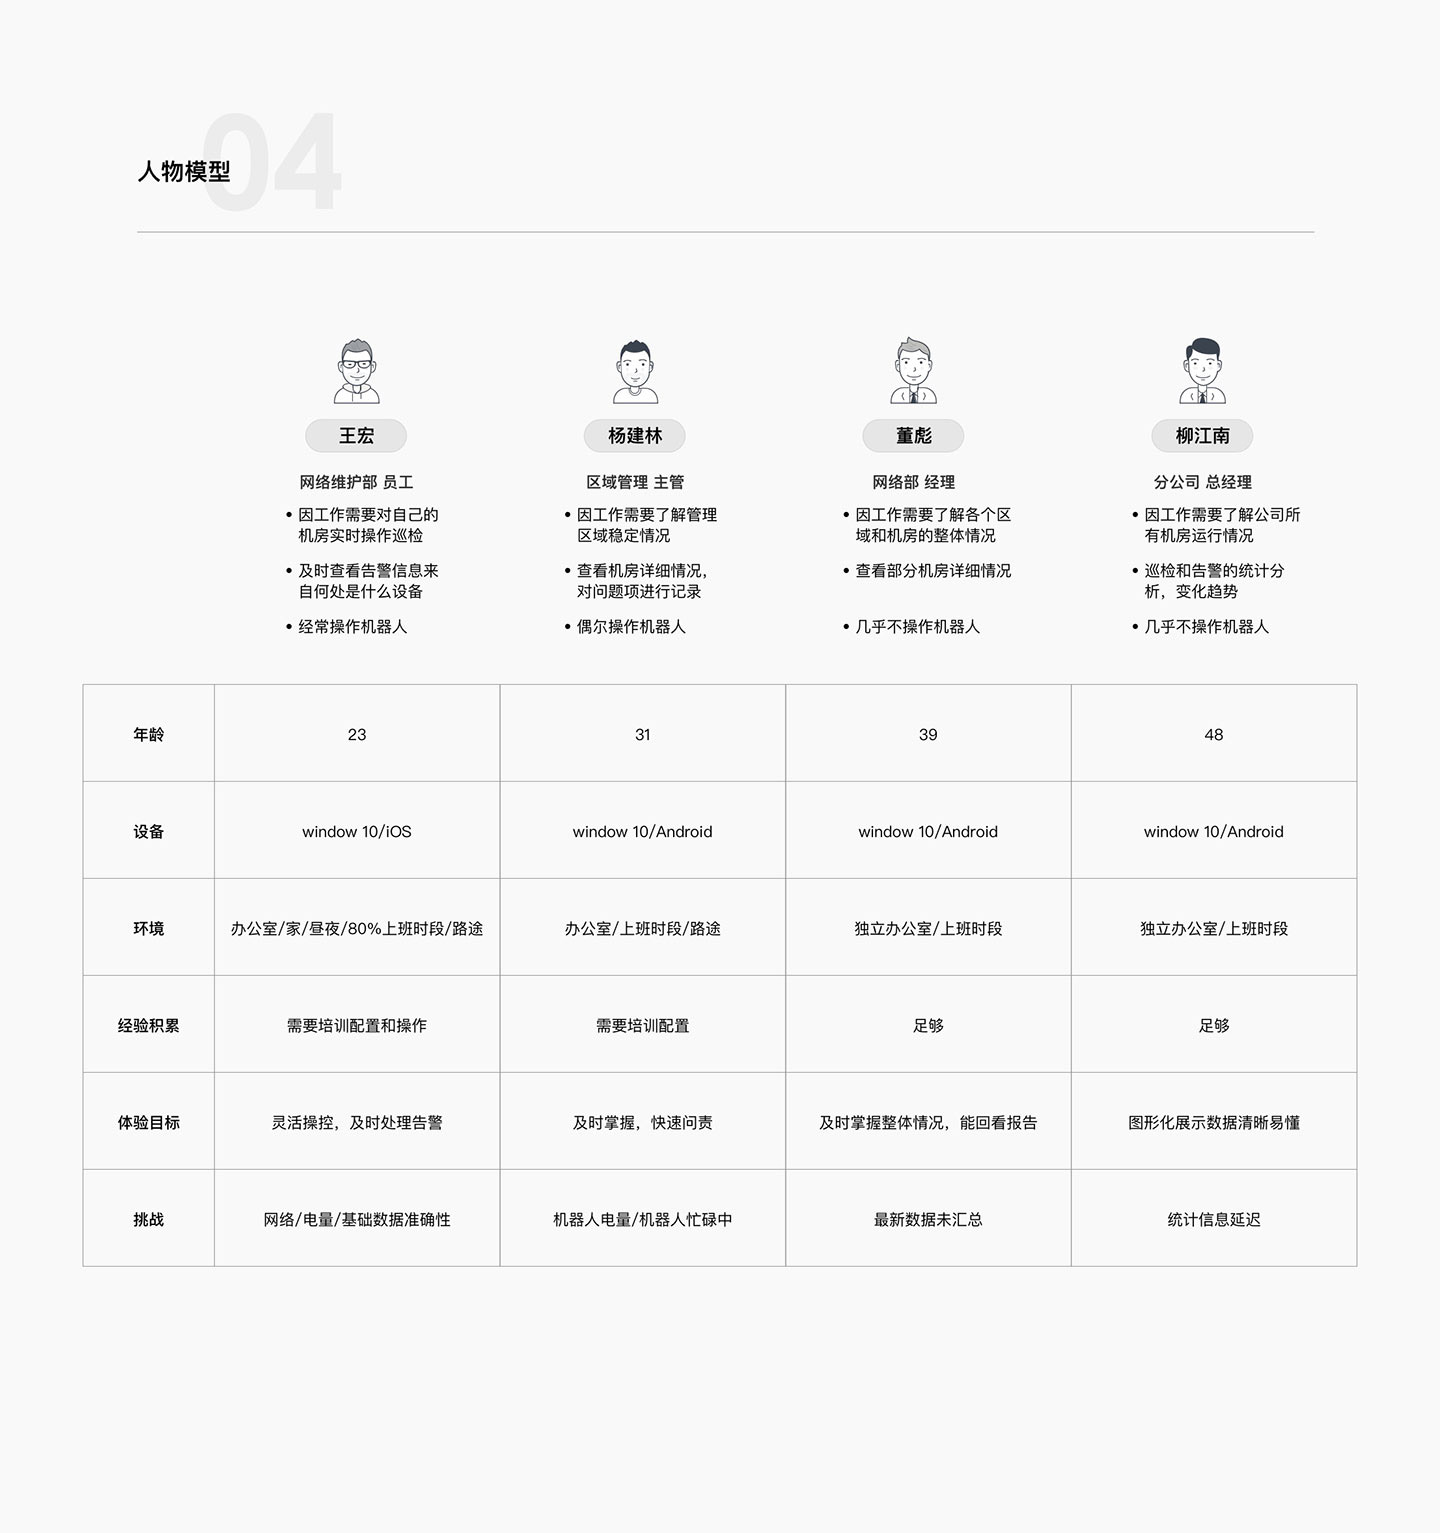 04
人物模型
王宏
网络维护部 员工
• 因工作需要对自己的
机房实时操作巡检
• 及时查看告警信息来
自何处是什么设备
• 经常操作机器人
杨建林
区域管理 主管
• 因工作需要了解管理
区域稳定情况
• 查看机房详细情况，
对问题项进行记录
• 偶尔操作机器人
董彪
网络部 经理
• 因工作需要了解各个区
域和机房的整体情况
• 查看部分机房详细情况
• 几乎不操作机器人
柳江南
分公司 总经理
• 因工作需要了解公司所
有机房运行情况
• 巡检和告警的统计分
析，变化趋势
• 几乎不操作机器人
年龄 23 31 39 48
设备 window 10/iOS window 10/Android window 10/Android window 10/Android
环境 办公室/家/昼夜/80%上班时段/路途 办公室/上班时段/路途 独立办公室/上班时段 独立办公室/上班时段
经验积累 需要培训配置和操作 需要培训配置 足够 足够
体验目标 灵活操控，及时处理告警 及时掌握，快速问责 及时掌握整体情况，能回看报告 图形化展示数据清晰易懂
挑战 网络/电量/基础数据准确性 机器人电量/机器人忙碌中 最新数据未汇总 统计信息延迟